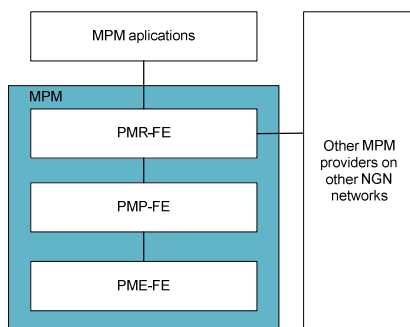 MPM aplications
MPM
PMR-FE
PMP-FE
PME-FE
Other MPM
providers on
other NGN
networks